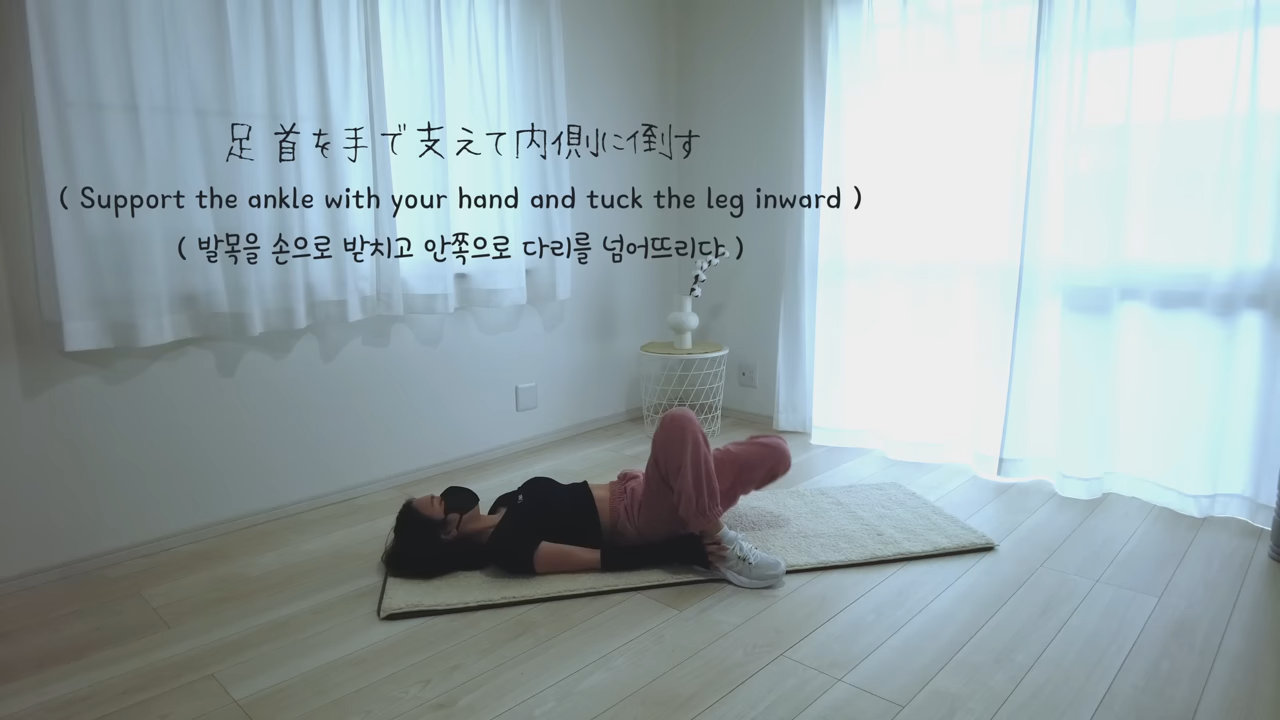 足首を手で支えて内側に倒す
( Support the ankle with your hand and tuck the leg inward )
( 발목을 손으로 받치고 안쪽으로 다리를 넘어뜨리다. )